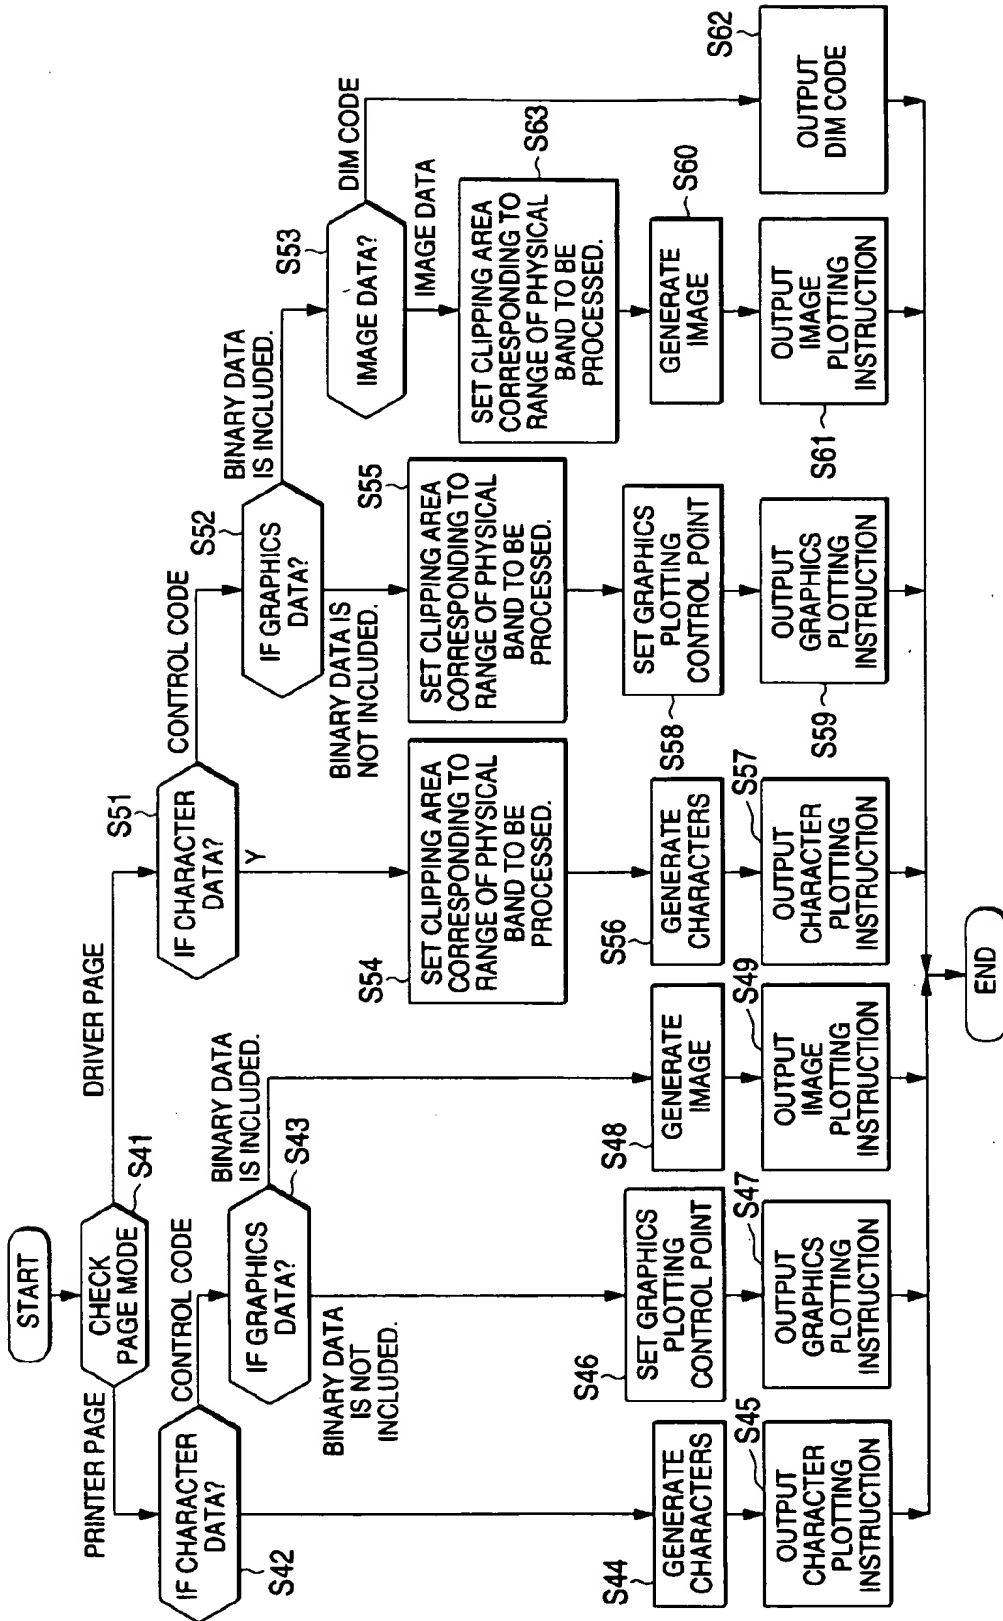 START
CHECK
PAGE MODE
S41
PRINTER PAGE
DRIVER PAGE
IF CHARACTER
DATA?
S42
CONTROL CODE
IF GRAPHICS
DATA?
S43
BINARY DATA
IS INCLUDED.
BINARY DATA
IS NOT
INCLUDED.
S44
GENERATE
CHARACTERS
S45
OUTPUT
CHARACTER
PLOTTING
INSTRUCTION
S46
SET GRAPHICS
PLOTTING
CONTROL POINT
S47
OUTPUT
GRAPHICS
PLOTTING
INSTRUCTION
S48
GENERATE
IMAGE
S49
OUTPUT
IMAGE
PLOTTING
INSTRUCTION
S51
IF CHARACTER
DATA?
Y
CONTROL CODE
S54
SET CLIPPING AREA
CORRESPONDING TO
RANGE OF PHYSICAL
BAND TO BE
PROCESSED.
S56
GENERATE
CHARACTERS
S57
OUTPUT
CHARACTER
PLOTTING
INSTRUCTION
S52
IF GRAPHICS
DATA?
BINARY DATA
IS INCLUDED.
BINARY DATA IS
NOT INCLUDED.
S55
SET CLIPPING AREA
CORRESPONDING TO
RANGE OF PHYSICAL
BAND TO BE
PROCESSED.
S58
SET GRAPHICS
PLOTTING
CONTROL POINT
S59
OUTPUT
GRAPHICS
PLOTTING
INSTRUCTION
S53
IMAGE DATA?
DIM CODE
IMAGE DATA
S63
SET CLIPPING AREA
CORRESPONDING TO
RANGE OF PHYSICAL
BAND TO BE
PROCESSED.
S60
GENERATE
IMAGE
S61
OUTPUT
IMAGE
PLOTTING
INSTRUCTION
S62
OUTPUT
DIM CODE
END